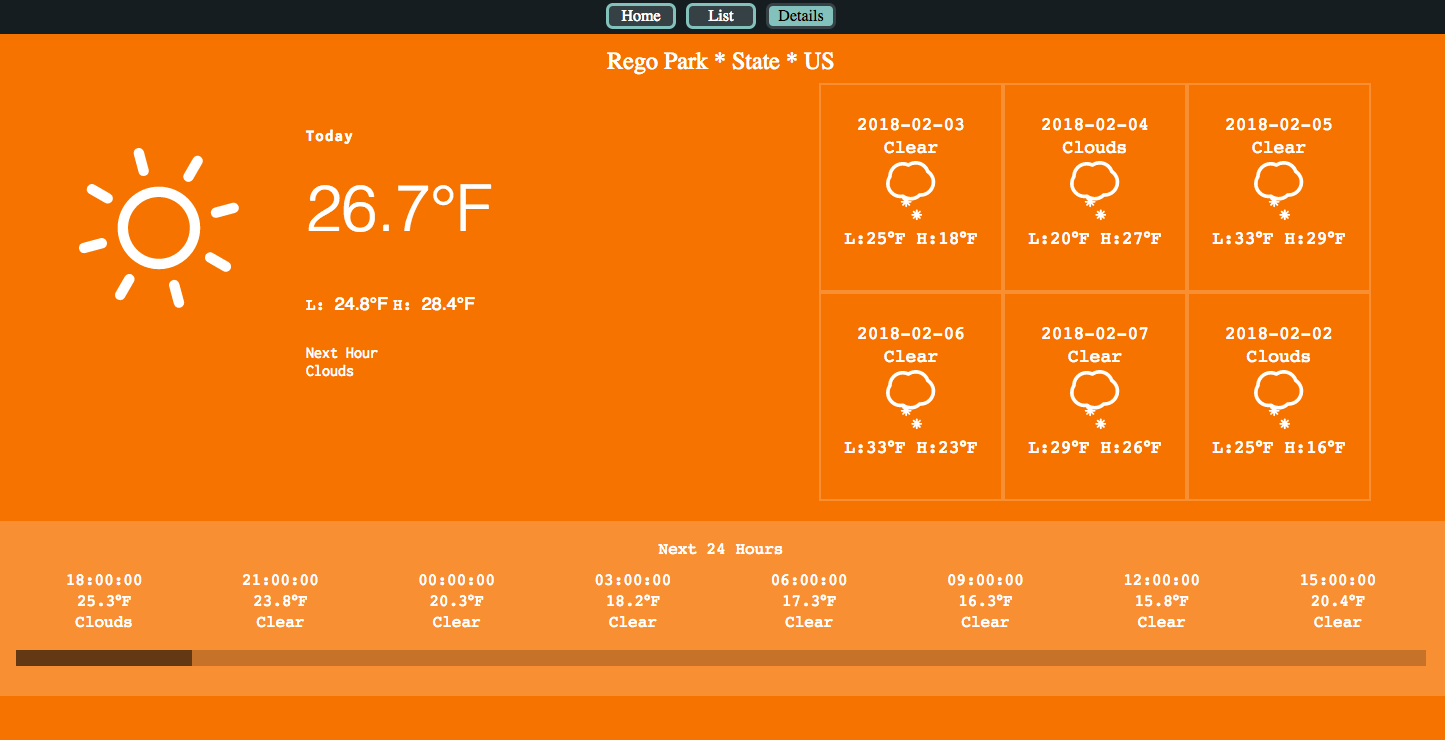 Home List Details
Rego Park * State * US
Today
26.7°F
L: 24.8°F H: 28.4°F
Next Hour
Clouds
2018-02-03
Clear
L:25°F H:18°F
2018-02-04
Clouds
L:20°F H:27°F
2018-02-05
Clear
L:33°F H:29°F
2018-02-06
Clear
L:33°F H:23°F
2018-02-07
Clear
L:29°F H:26°F
2018-02-02
Clouds
L:25°F H:16°F
Next 24 Hours
18:00:00 21:00:00 00:00:00 03:00:00 06:00:00 09:00:00 12:00:00 15:00:00
25.3°F 23.8°F 20.3°F 18.2°F 17.3°F 16.3°F 15.8°F 20.4°F
Clouds Clear Clear Clear Clear Clear Clear Clear